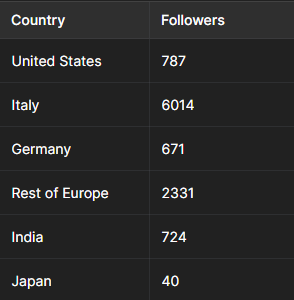 Country Followers
United States 787
Italy 6014
Germany 671
Rest of Europe 2331
India 724
Japan 40